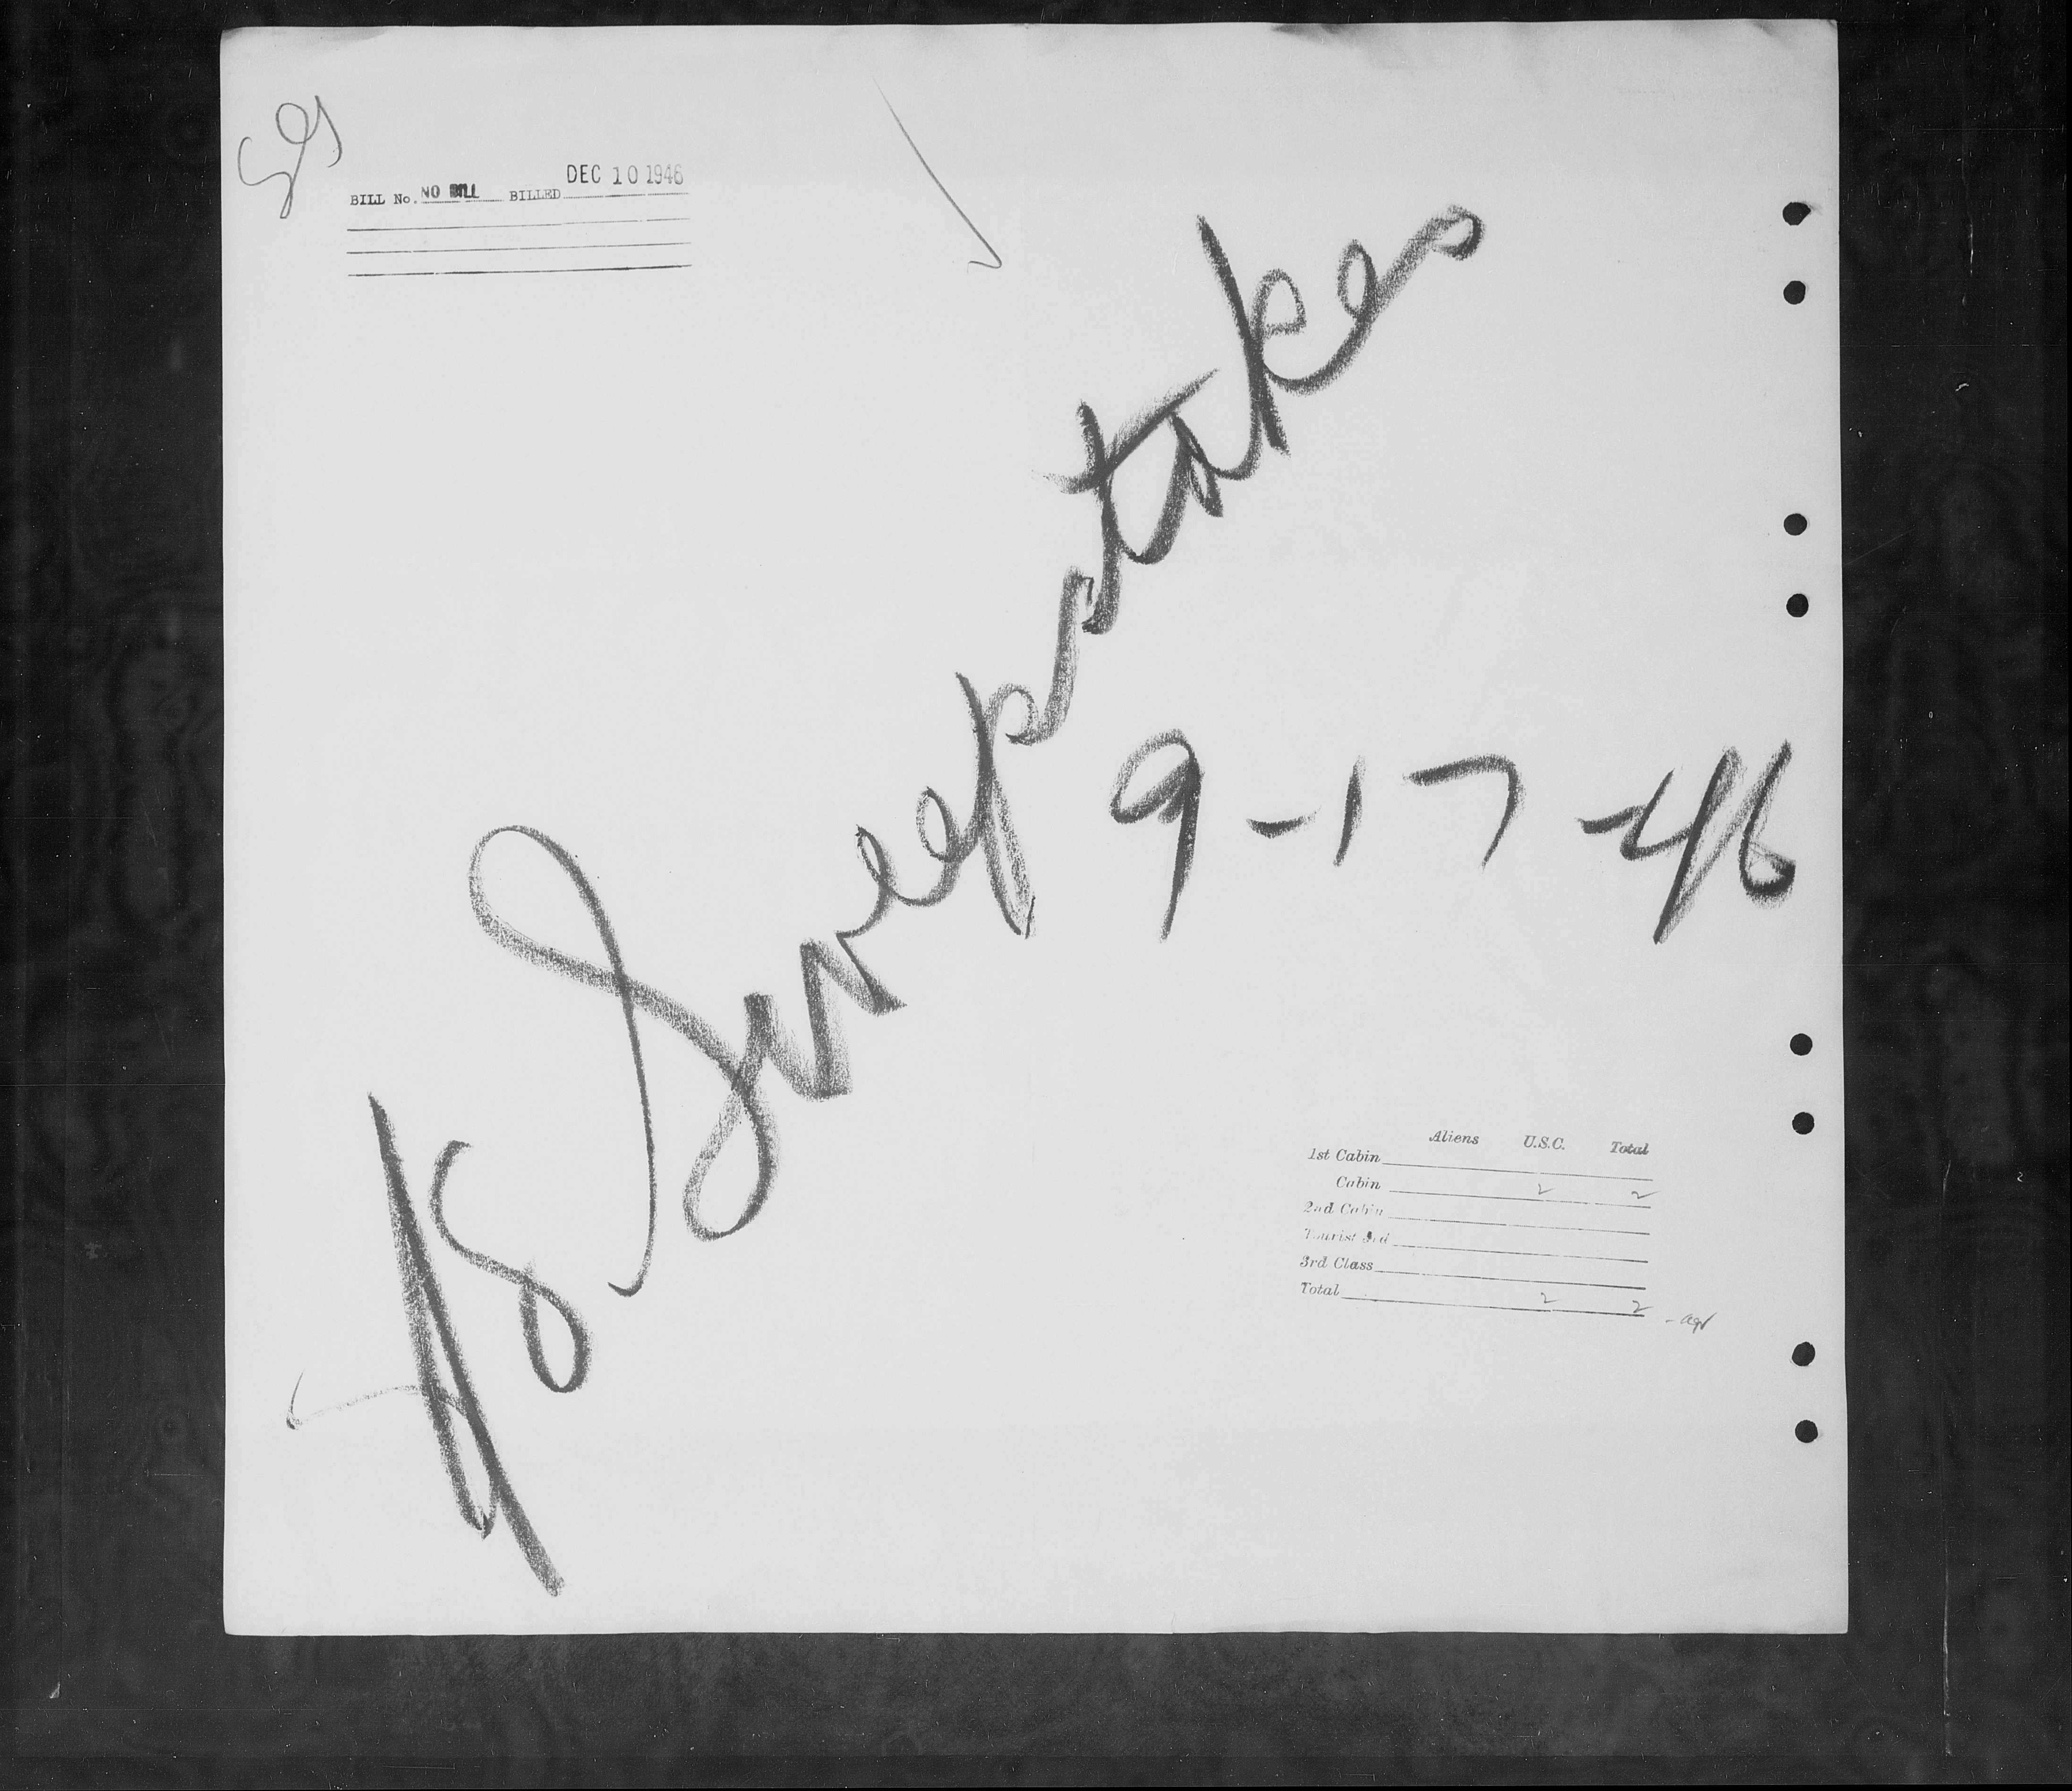 BILL No. NO BILL BILLED DEC 10 1946
SS Sweepstakes
9-17-46
Aliens U.S.C. Total
1st Cabin
Cabin 2 2
2nd Cabin
Tourist 3rd
3rd Class
Total 2 2